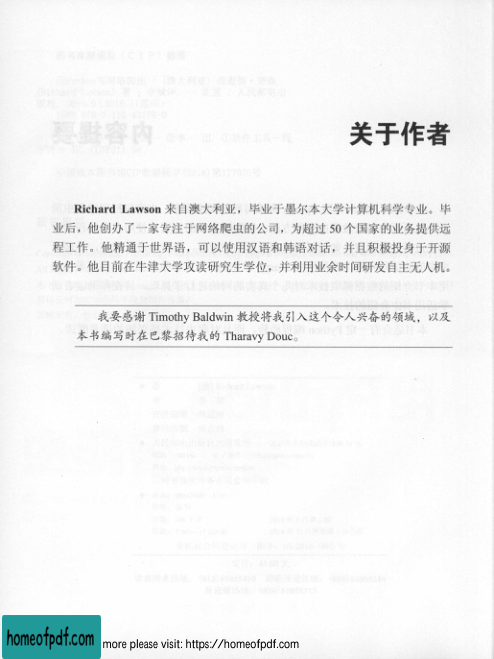 关于作者
Richard Lawson 来自澳大利亚，毕业于墨尔本大学计算机科学专业。毕
业后，他创办了一家专注于网络爬虫的公司，为超过 50 个国家的业务提供远
程工作。他精通于世界语，可以使用汉语和韩语对话，并且积极投身于开源
软件。他目前在牛津大学攻读研究生学位，并利用业余时间研发自主无人机。
我要感谢 Timothy Baldwin 教授将我引入这个令人兴奋的领域，以及
本书编写时在巴黎招待我的 Tharavy Douc。
homeofpdf.com
more please visit: https://homeofpdf.com